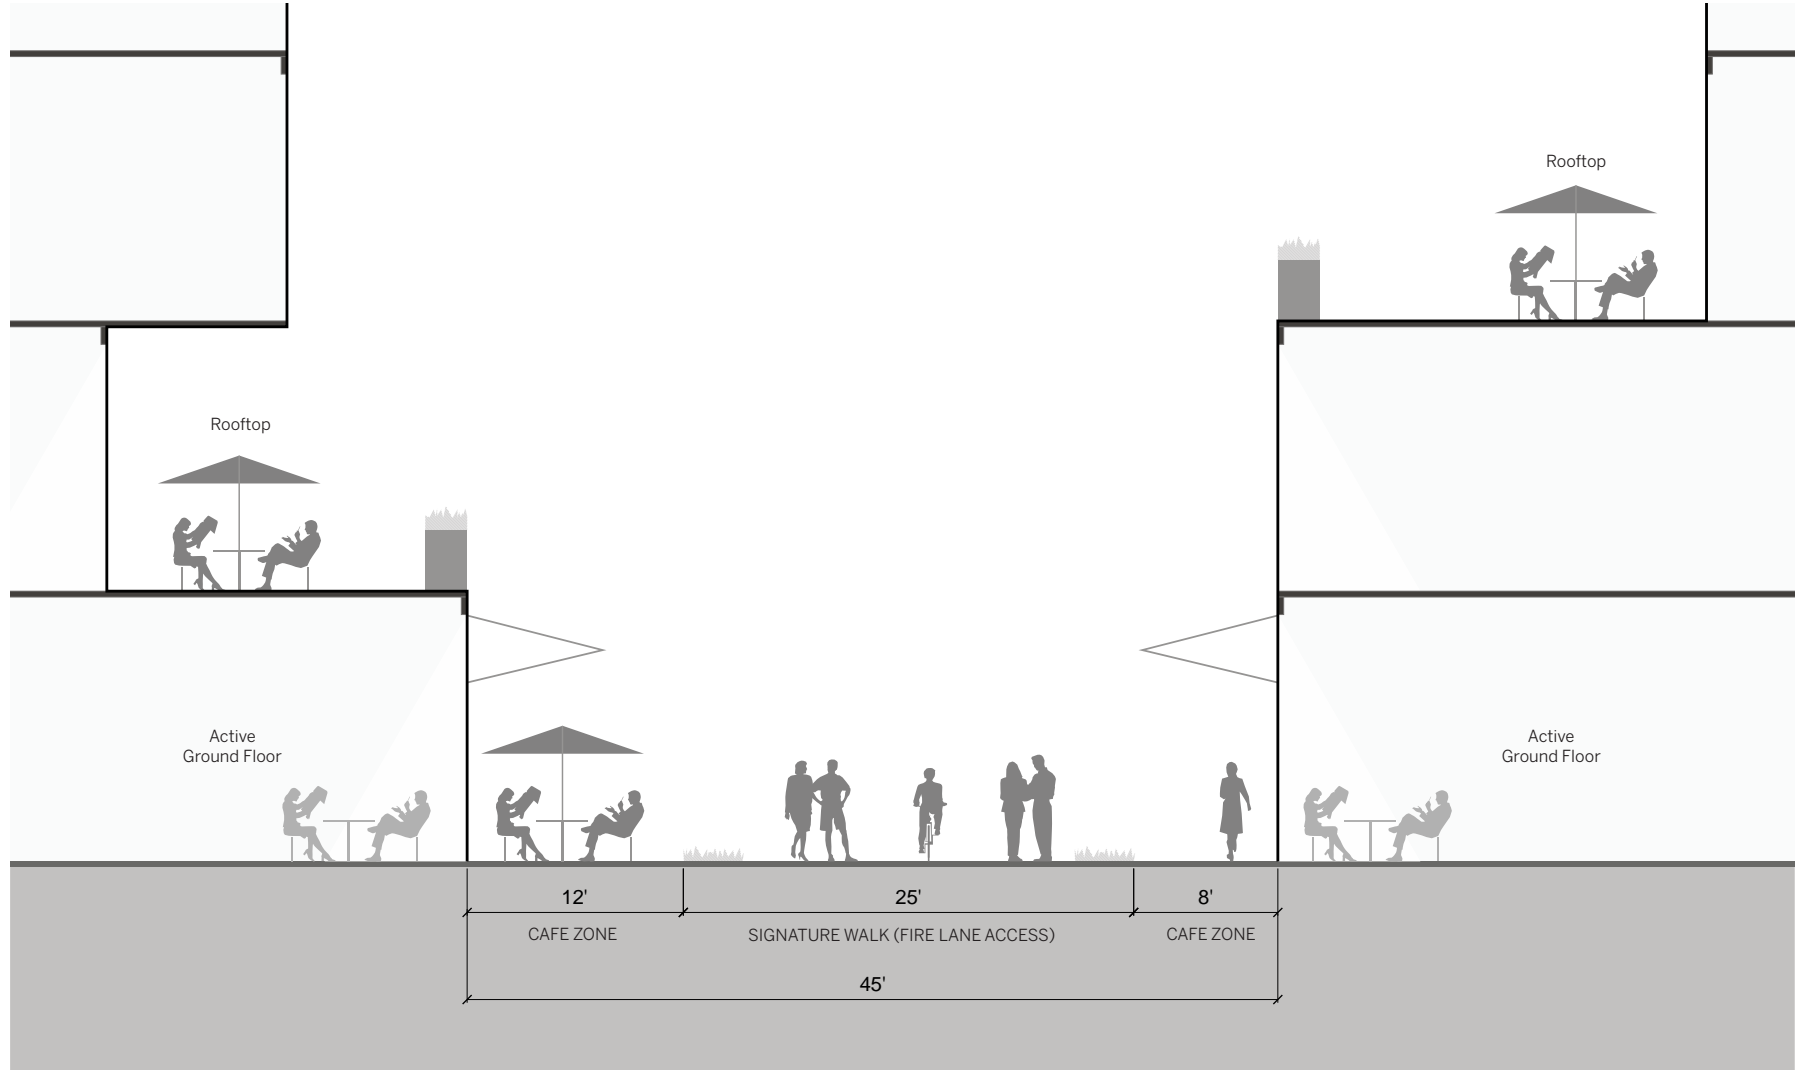 Rooftop
Rooftop
Active
Ground Floor
Active
Ground Floor
12'
25'
8'
CAFE ZONE
SIGNATURE WALK (FIRE LANE ACCESS)
CAFE ZONE
45'